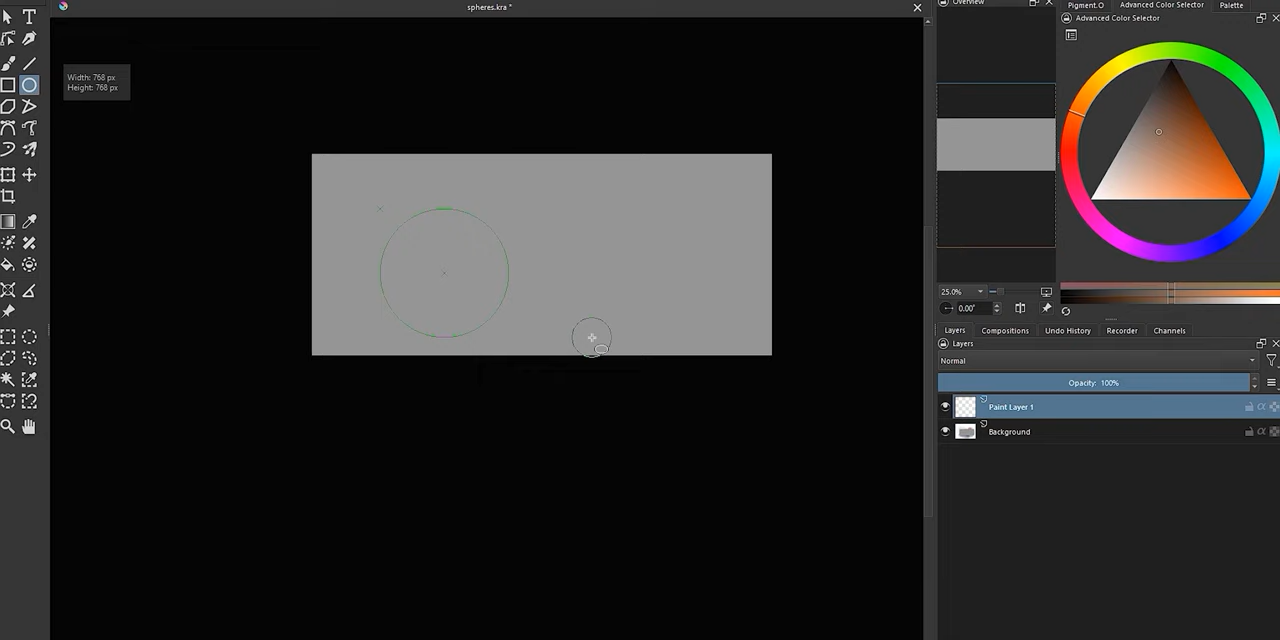 spheres.kra *
Width: 768 px
Height: 768 px
Overview
Pigment.O Advanced Color Selector Palette
Advanced Color Selector
25.0%
0.00°
Layers Compositions Undo History Recorder Channels
Layers
Normal
Opacity: 100%
Paint Layer 1
Background